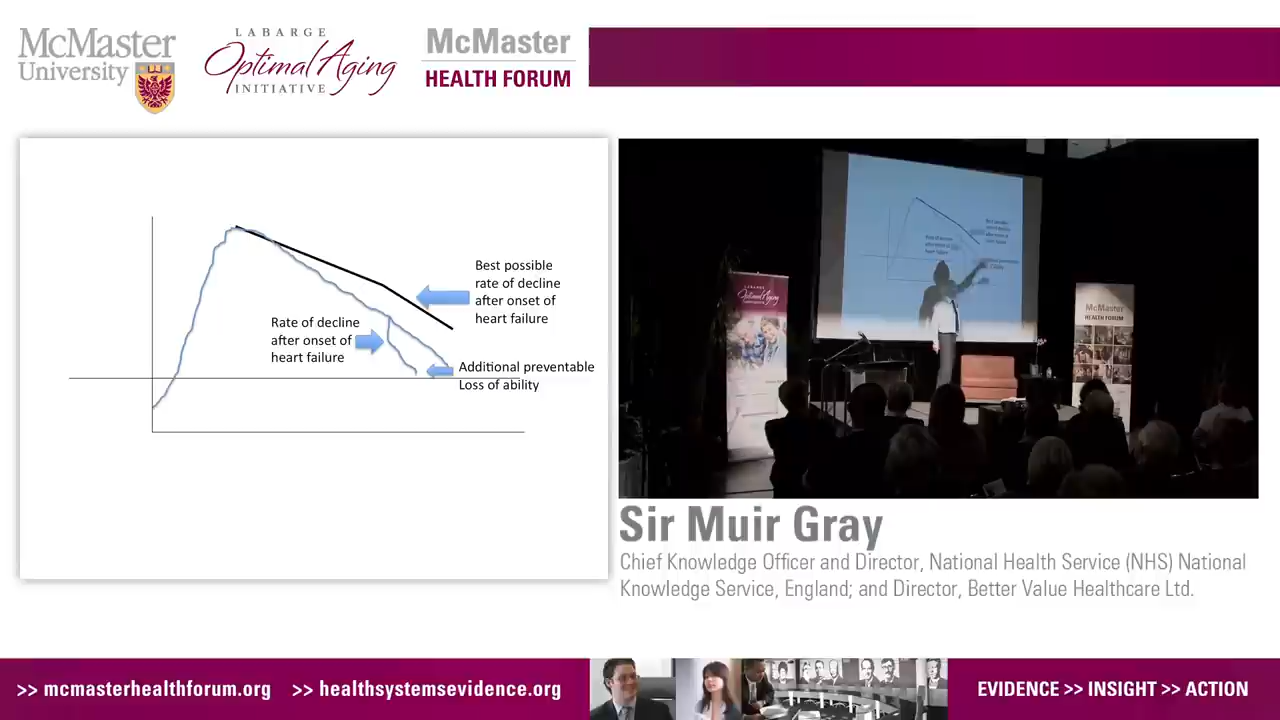 McMaster
University
LABARGE
Optimal Aging
INITIATIVE
McMaster
HEALTH FORUM
Best possible
rate of decline
after onset of
heart failure
Rate of decline
after onset of
heart failure
Additional preventable
Loss of ability
LABARGE
Optimal Aging
McMaster
HEALTH FORUM
Sir Muir Gray
Chief Knowledge Officer and Director, National Health Service (NHS) National
Knowledge Service, England; and Director, Better Value Healthcare Ltd.
>> mcmasterhealthforum.org >> healthsystemsevidence.org
EVIDENCE >> INSIGHT >> ACTION